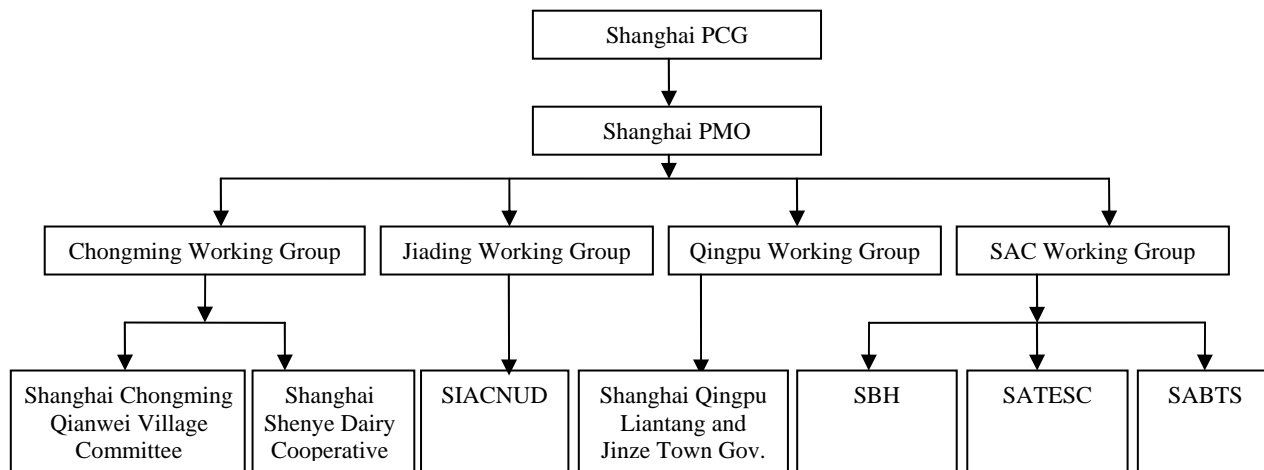 Shanghai PCG
Shanghai PMO
Chongming Working Group
Jiading Working Group
Qingpu Working Group
SAC Working Group
Shanghai Chongming
Qianwei Village
Committee
Shanghai
Shenye Dairy
Cooperative
SIACNUD
Shanghai Qingpu
Liantang and
Jinze Town Gov.
SBH
SATESC
SABTS